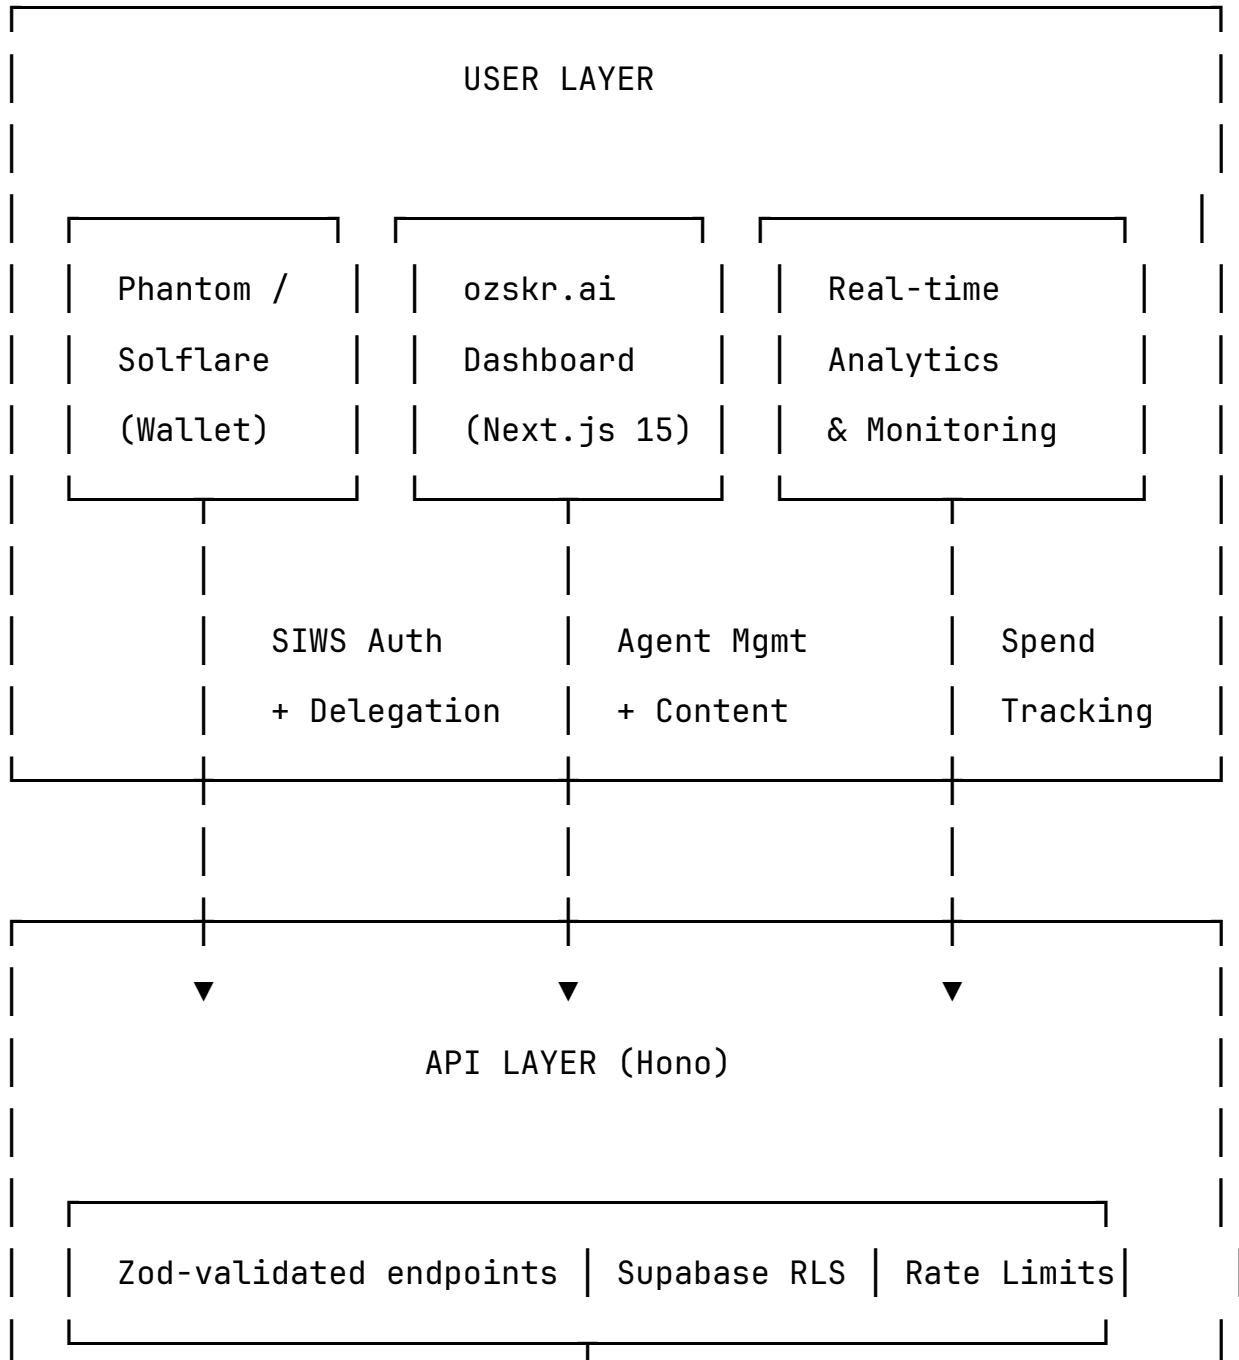 USER LAYER
Phantom / ozskr.ai Real-time
Solflare Dashboard Analytics
(Wallet) (Next.js 15) & Monitoring
SIWS Auth Agent Mgmt Spend
+ Delegation + Content Tracking
API LAYER (Hono)
Zod-validated endpoints │ Supabase RLS │ Rate Limits